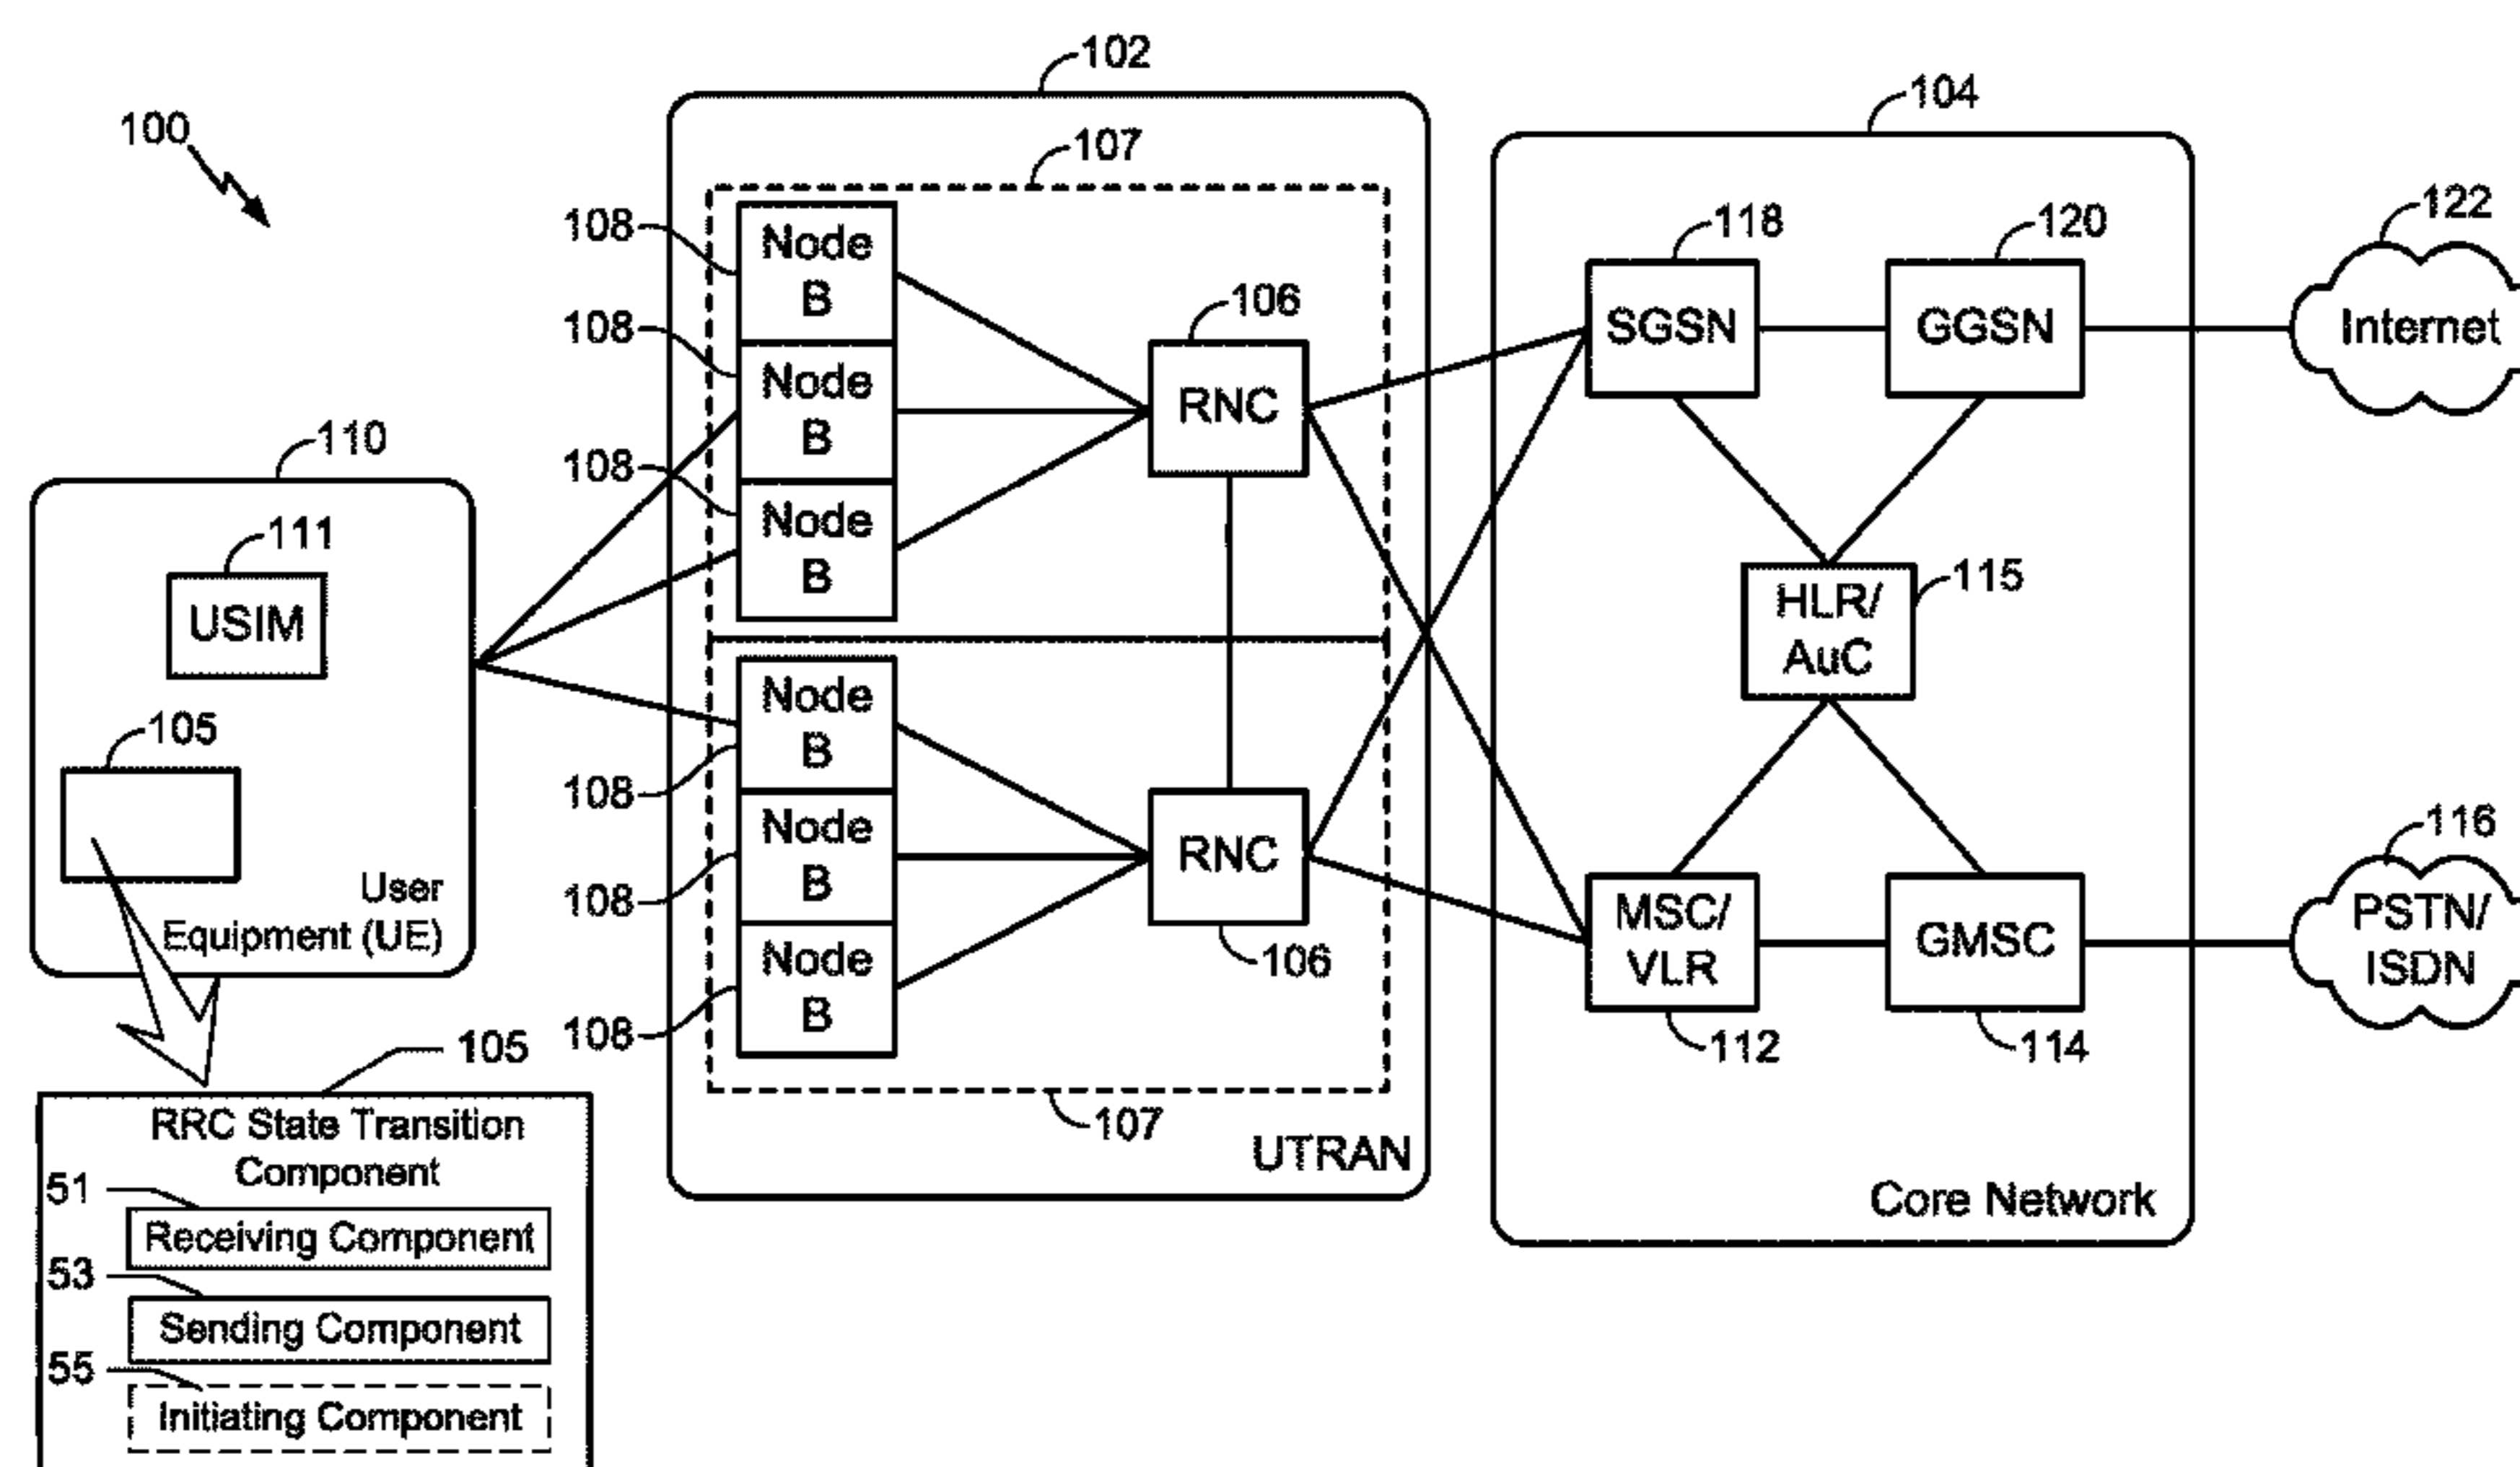 100
102
107
108
Node
B
108
Node
B
108
Node
B
106
RNC
108
Node
B
108
Node
B
108
Node
B
RNC
106
107
UTRAN
104
118
SGSN
120
GGSN
122
Internet
115
HLR/
AuC
MSC/
VLR
112
GMSC
114
116
PSTN/
ISDN
Core Network
110
111
USIM
105
User
Equipment (UE)
105
RRC State Transition
Component
51
Receiving Component
53
Sending Component
55
Initiating Component